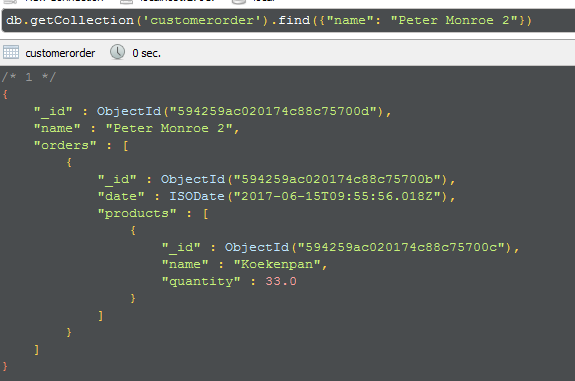 db.getCollection('customerorder').find({"name": "Peter Monroe 2"})
customerorder 0 sec.
/* 1 */
{
    "_id" : ObjectId("594259ac020174c88c75700d"),
    "name" : "Peter Monroe 2",
    "orders" : [
        {
            "_id" : ObjectId("594259ac020174c88c75700b"),
            "date" : ISODate("2017-06-15T09:55:56.018Z"),
            "products" : [
                {
                    "_id" : ObjectId("594259ac020174c88c75700c"),
                    "name" : "Koekenpan",
                    "quantity" : 33.0
                }
            ]
        }
    ]
}